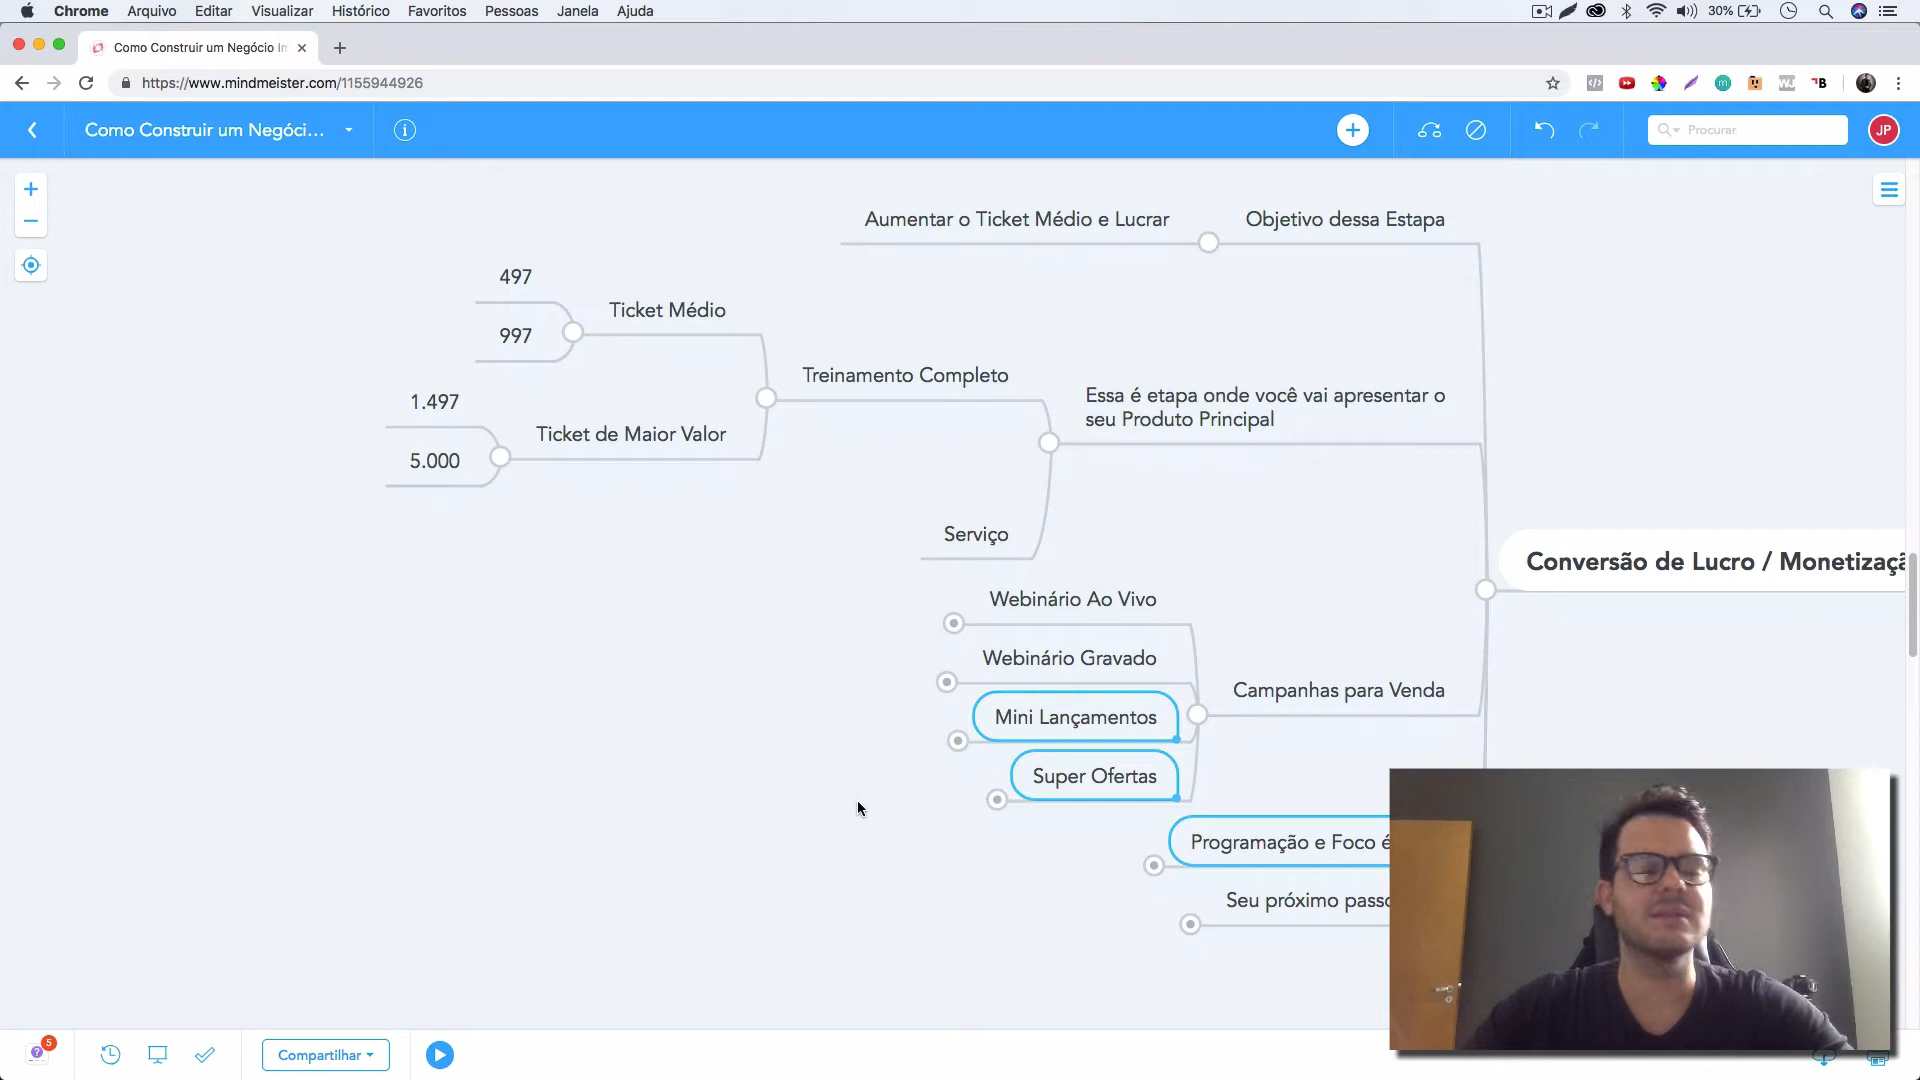 Chrome Arquivo Editar Visualizar Histórico Favoritos Pessoas Janela Ajuda
30%
Como Construir um Negócio
https://www.mindmeister.com/1155944926
Como Construir um Negóci...
Procurar
JP
Aumentar o Ticket Médio e Lucrar
Objetivo dessa Estapa
497
Ticket Médio
997
Treinamento Completo
Essa é etapa onde você vai apresentar o
seu Produto Principal
1.497
Ticket de Maior Valor
5.000
Serviço
Conversão de Lucro / Monetizaçã
Webinário Ao Vivo
Webinário Gravado
Campanhas para Venda
Mini Lançamentos
Super Ofertas
Programação e Foco é
Seu próximo passo
5
Compartilhar